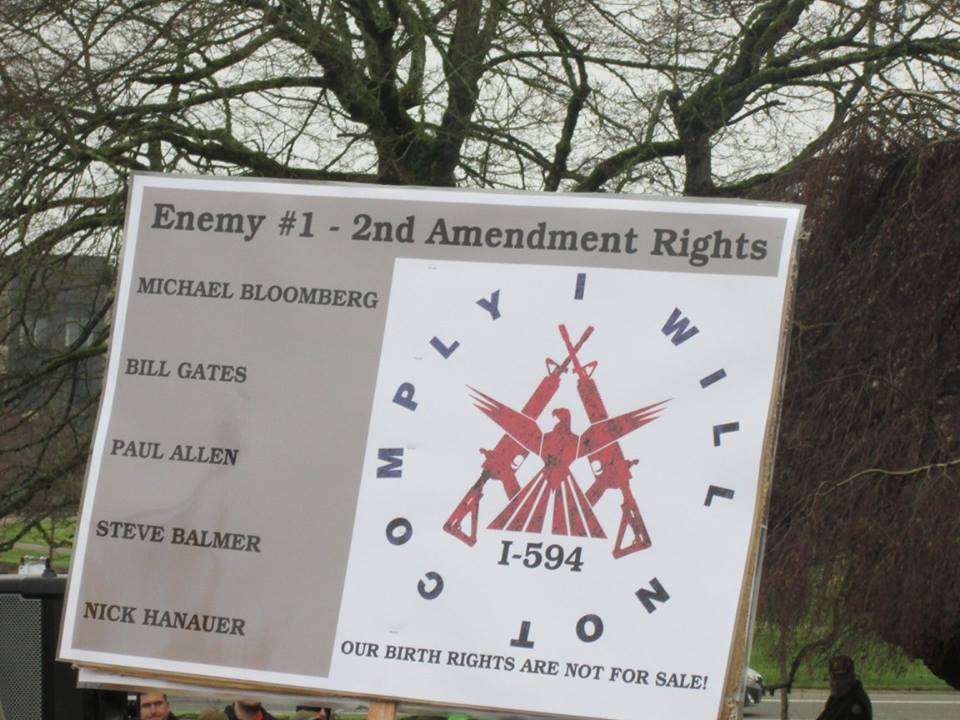 Enemy #1 - 2nd Amendment Rights
MICHAEL BLOOMBERG
BILL GATES
PAUL ALLEN
STEVE BALMER
NICK HANAUER
I WILL NOT COMPLY
I-594
OUR BIRTH RIGHTS ARE NOT FOR SALE!